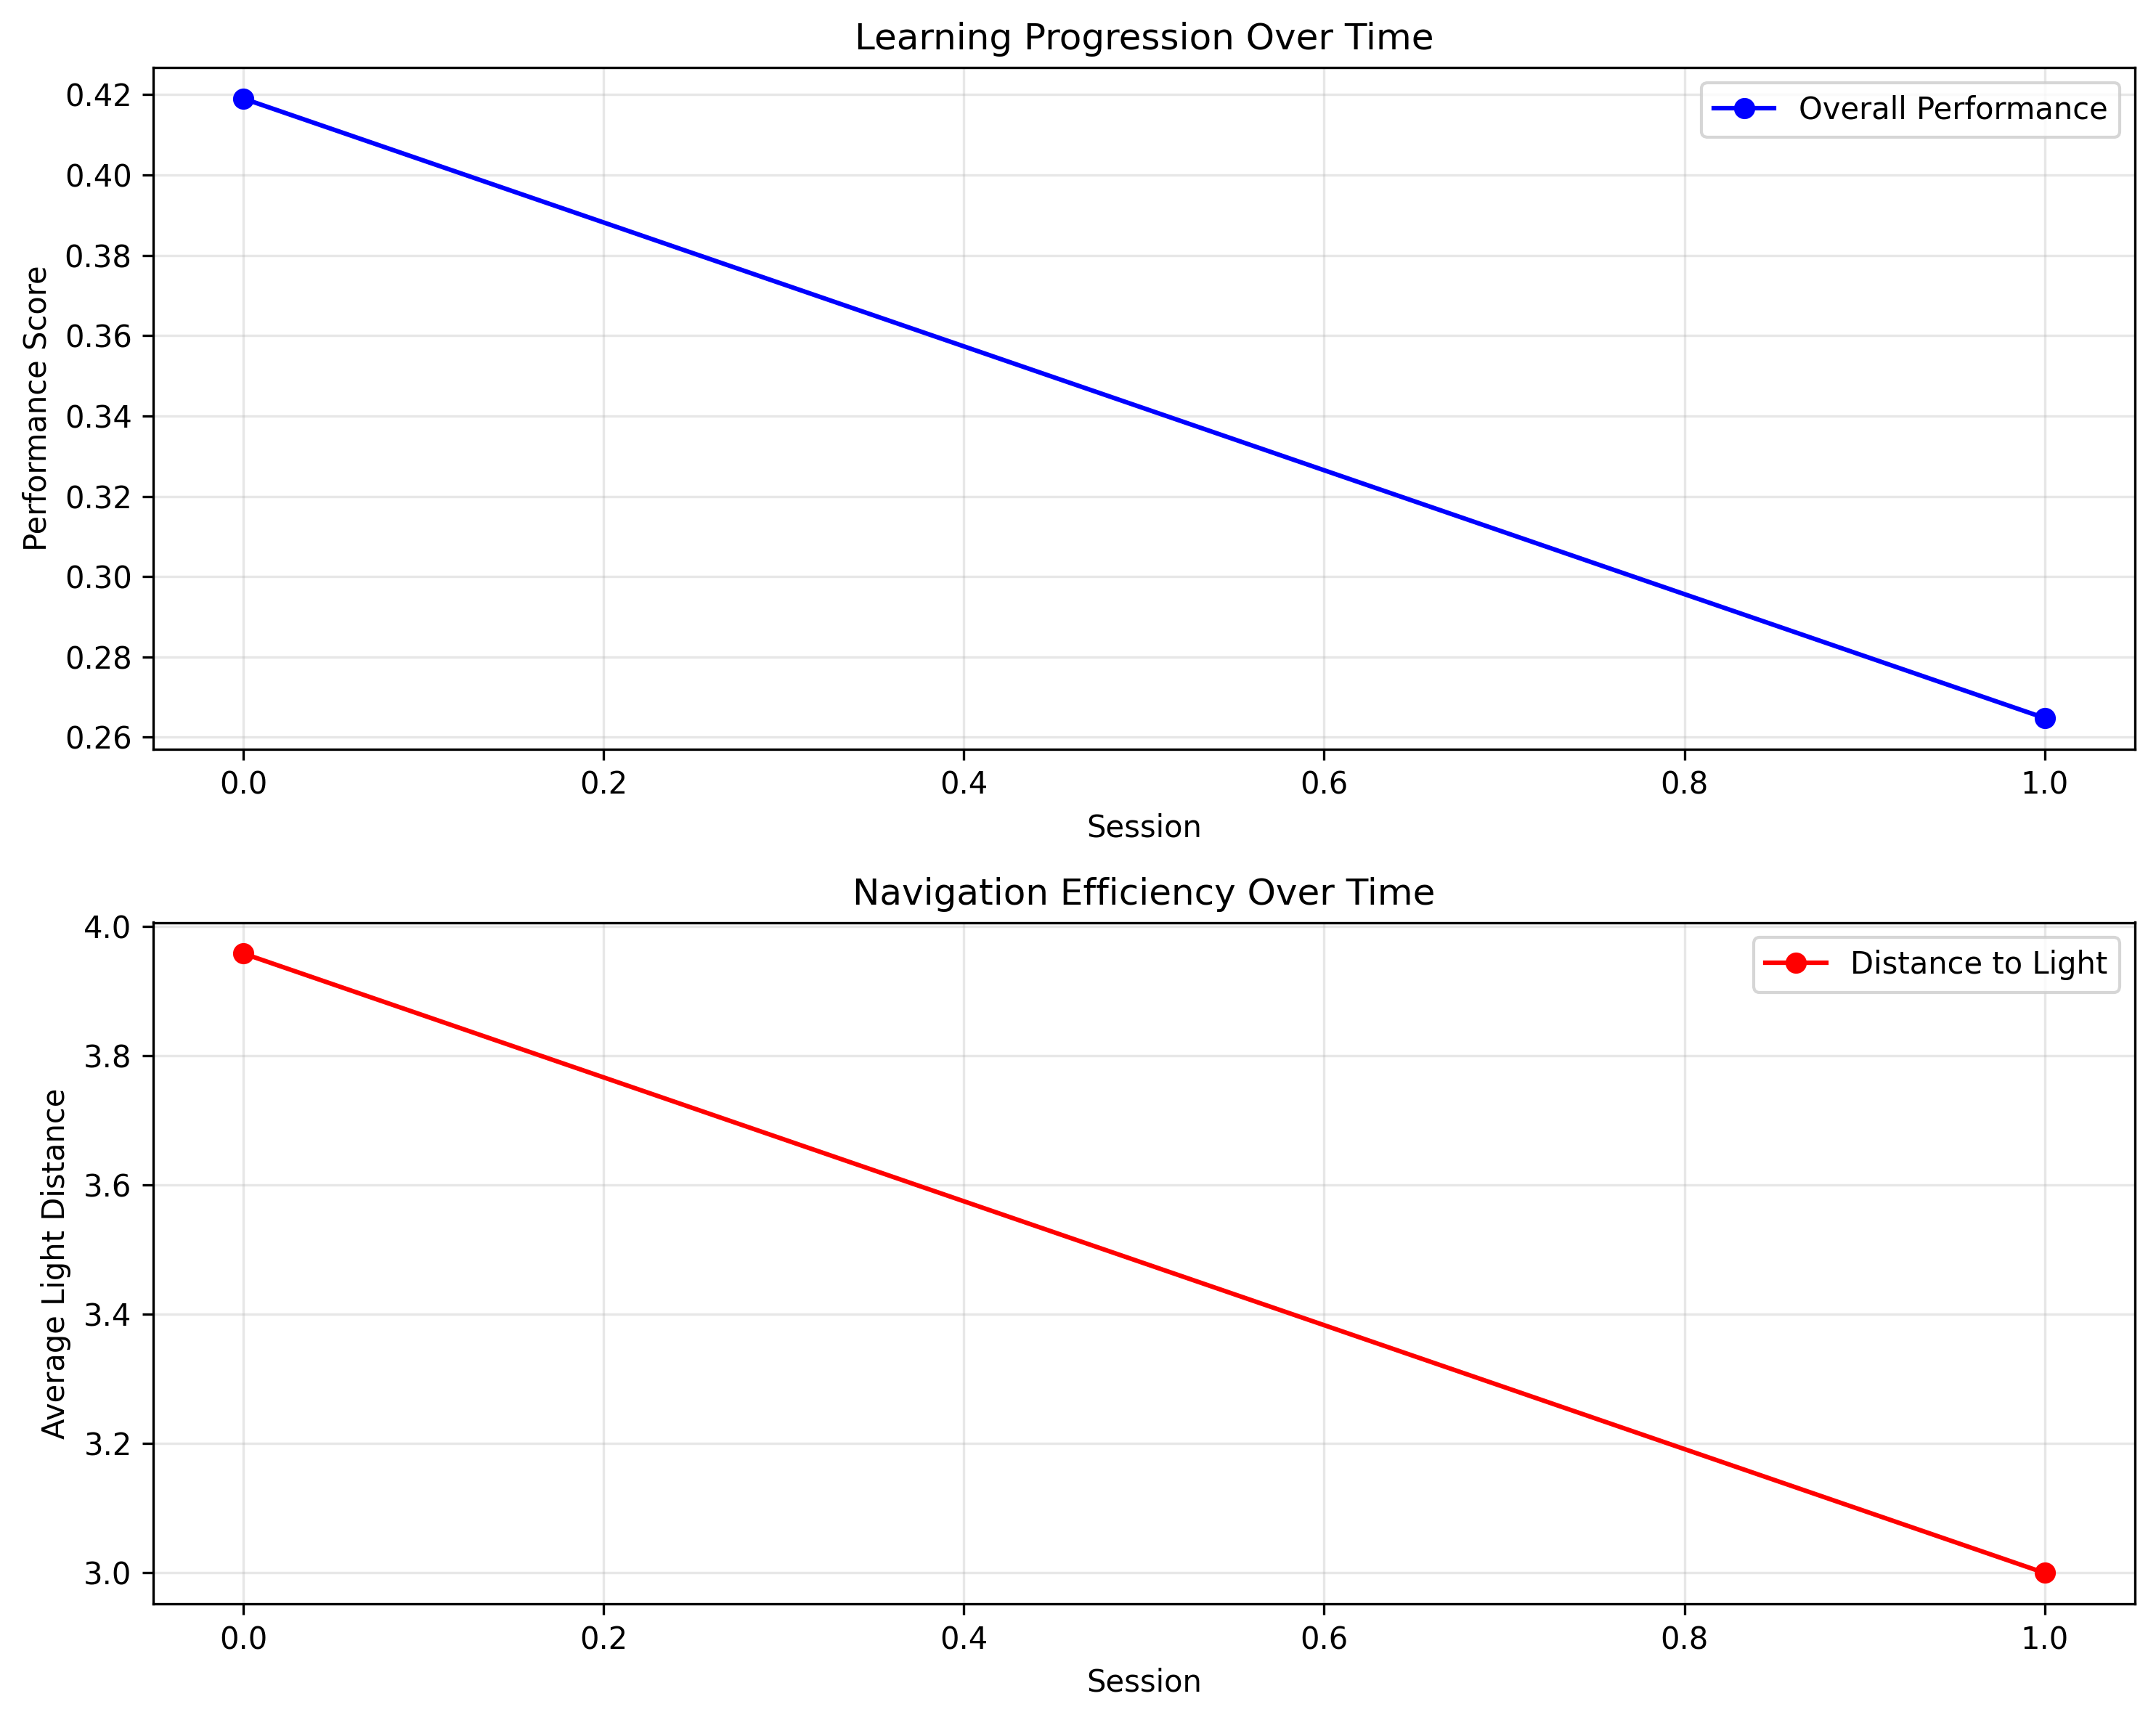 Learning Progression Over Time
Overall Performance
Performance Score
0.42
0.40
0.38
0.36
0.34
0.32
0.30
0.28
0.26
0.0 0.2 0.4 0.6 0.8 1.0
Session
Navigation Efficiency Over Time
Distance to Light
Average Light Distance
4.0
3.8
3.6
3.4
3.2
3.0
0.0 0.2 0.4 0.6 0.8 1.0
Session